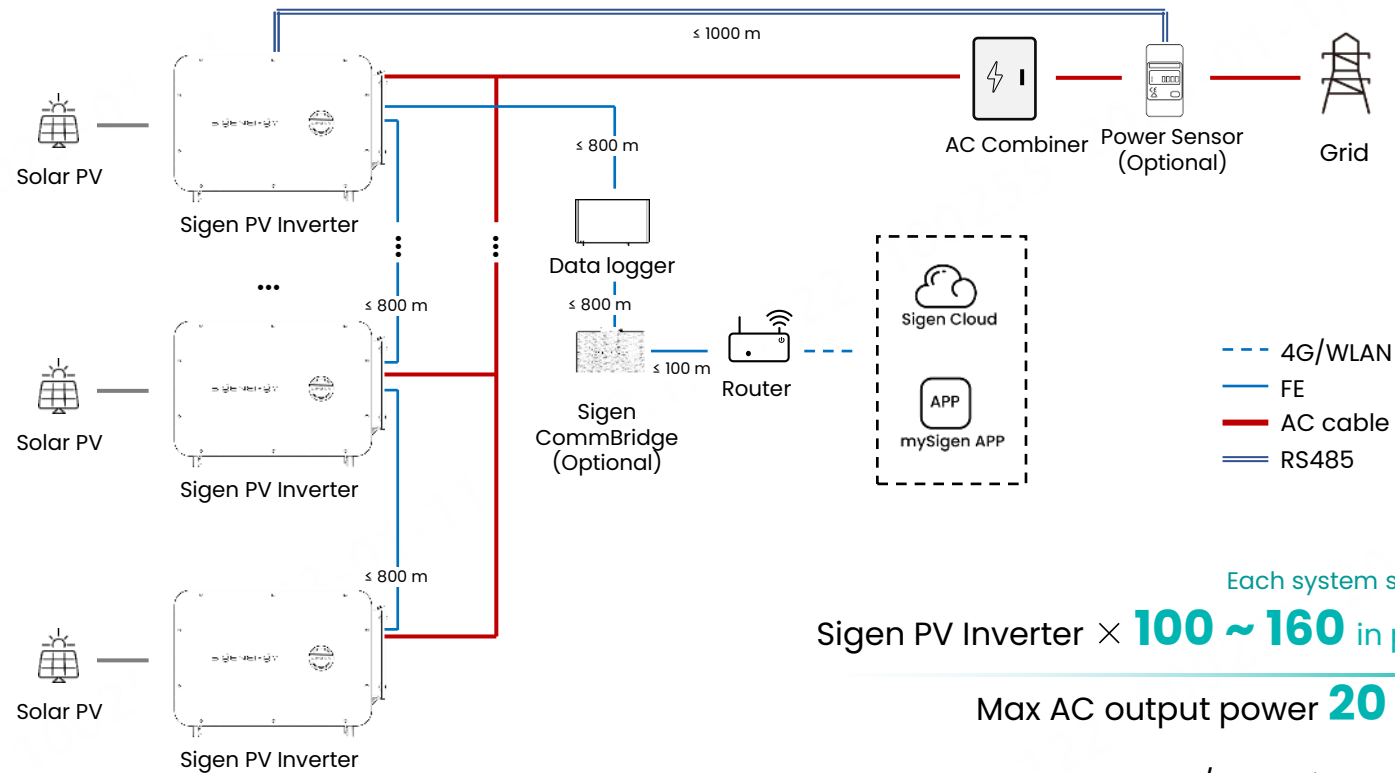 ≤ 1000 m
Solar PV
Sigen PV Inverter
≤ 800 m
AC Combiner
Power Sensor
(Optional)
Grid
Data logger
≤ 800 m
≤ 800 m
Sigen
CommBridge
(Optional)
≤ 100 m
Router
Sigen Cloud
APP
mySigen APP
Solar PV
Sigen PV Inverter
4G/WLAN
FE
AC cable
RS485
≤ 800 m
Solar PV
Sigen PV Inverter
Each system
Sigen PV Inverter × 100 ~ 160 in
Max AC output power 20